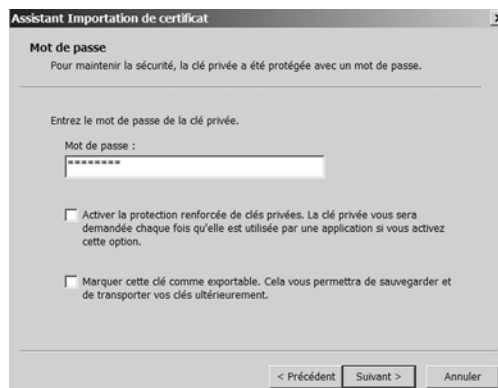 Assistant Importation de certificat
Mot de passe
Pour maintenir la sécurité, la clé privée a été protégée avec un mot de passe.
Entrez le mot de passe de la clé privée.
Mot de passe :
********
Activer la protection renforcée de clés privées. La clé privée vous sera
demandée chaque fois qu'elle est utilisée par une application si vous activez
cette option.
Marquer cette clé comme exportable. Cela vous permettra de sauvegarder et
de transporter vos clés ultérieurement.
< Précédent Suivant > Annuler